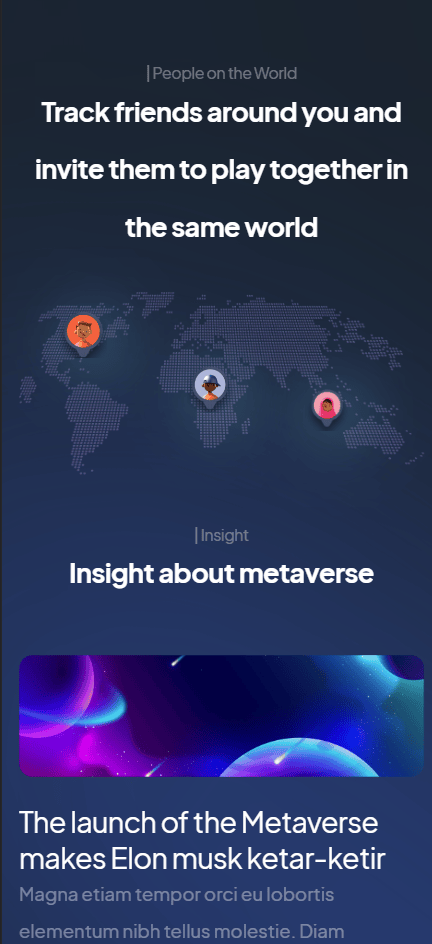 | People on the World
Track friends around you and
invite them to play together in
the same world
| Insight
Insight about metaverse
The launch of the Metaverse
makes Elon musk ketar-ketir
Magna etiam tempor orci eu lobortis
elementum nibh tellus molestie. Diam